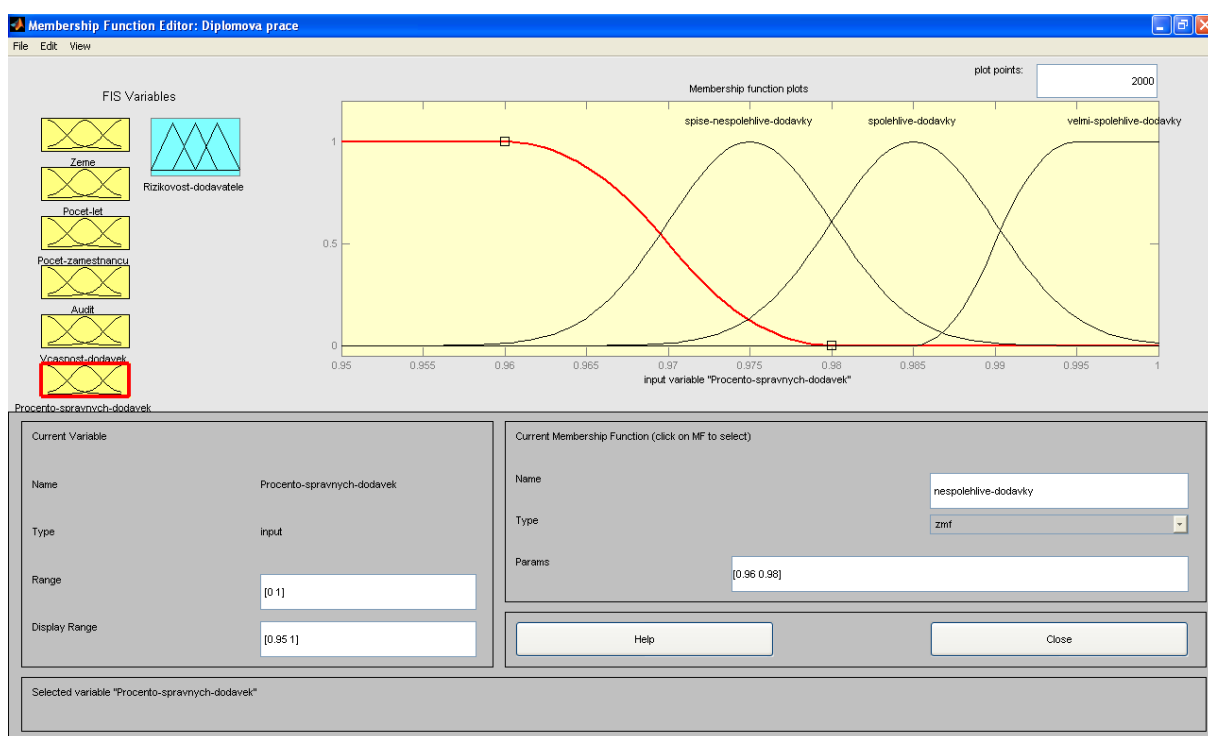 Membership Function Editor: Diplomova prace
File Edit View
FIS Variables
Zeme
Pocet-let
Pocet-zamestnancu
Audit
Vcasnost-dodavek
Procento-spravnych-dodavek
Rizikovost-dodavatele
plot points:
2000
Membership function plots
spise-nespolehlive-dodavky spolehlive-dodavky velmi-spolehlive-dodavky
1
0.5
0
0.95 0.955 0.96 0.965 0.97 0.975 0.98 0.985 0.99 0.995 1
input variable "Procento-spravnych-dodavek"
Current Variable
Name Procento-spravnych-dodavek
Type input
Range [0 1]
Display Range [0.95 1]
Current Membership Function (click on MF to select)
Name nespolehlive-dodavky
Type zmf
Params [0.96 0.98]
Help Close
Selected variable "Procento-spravnych-dodavek"